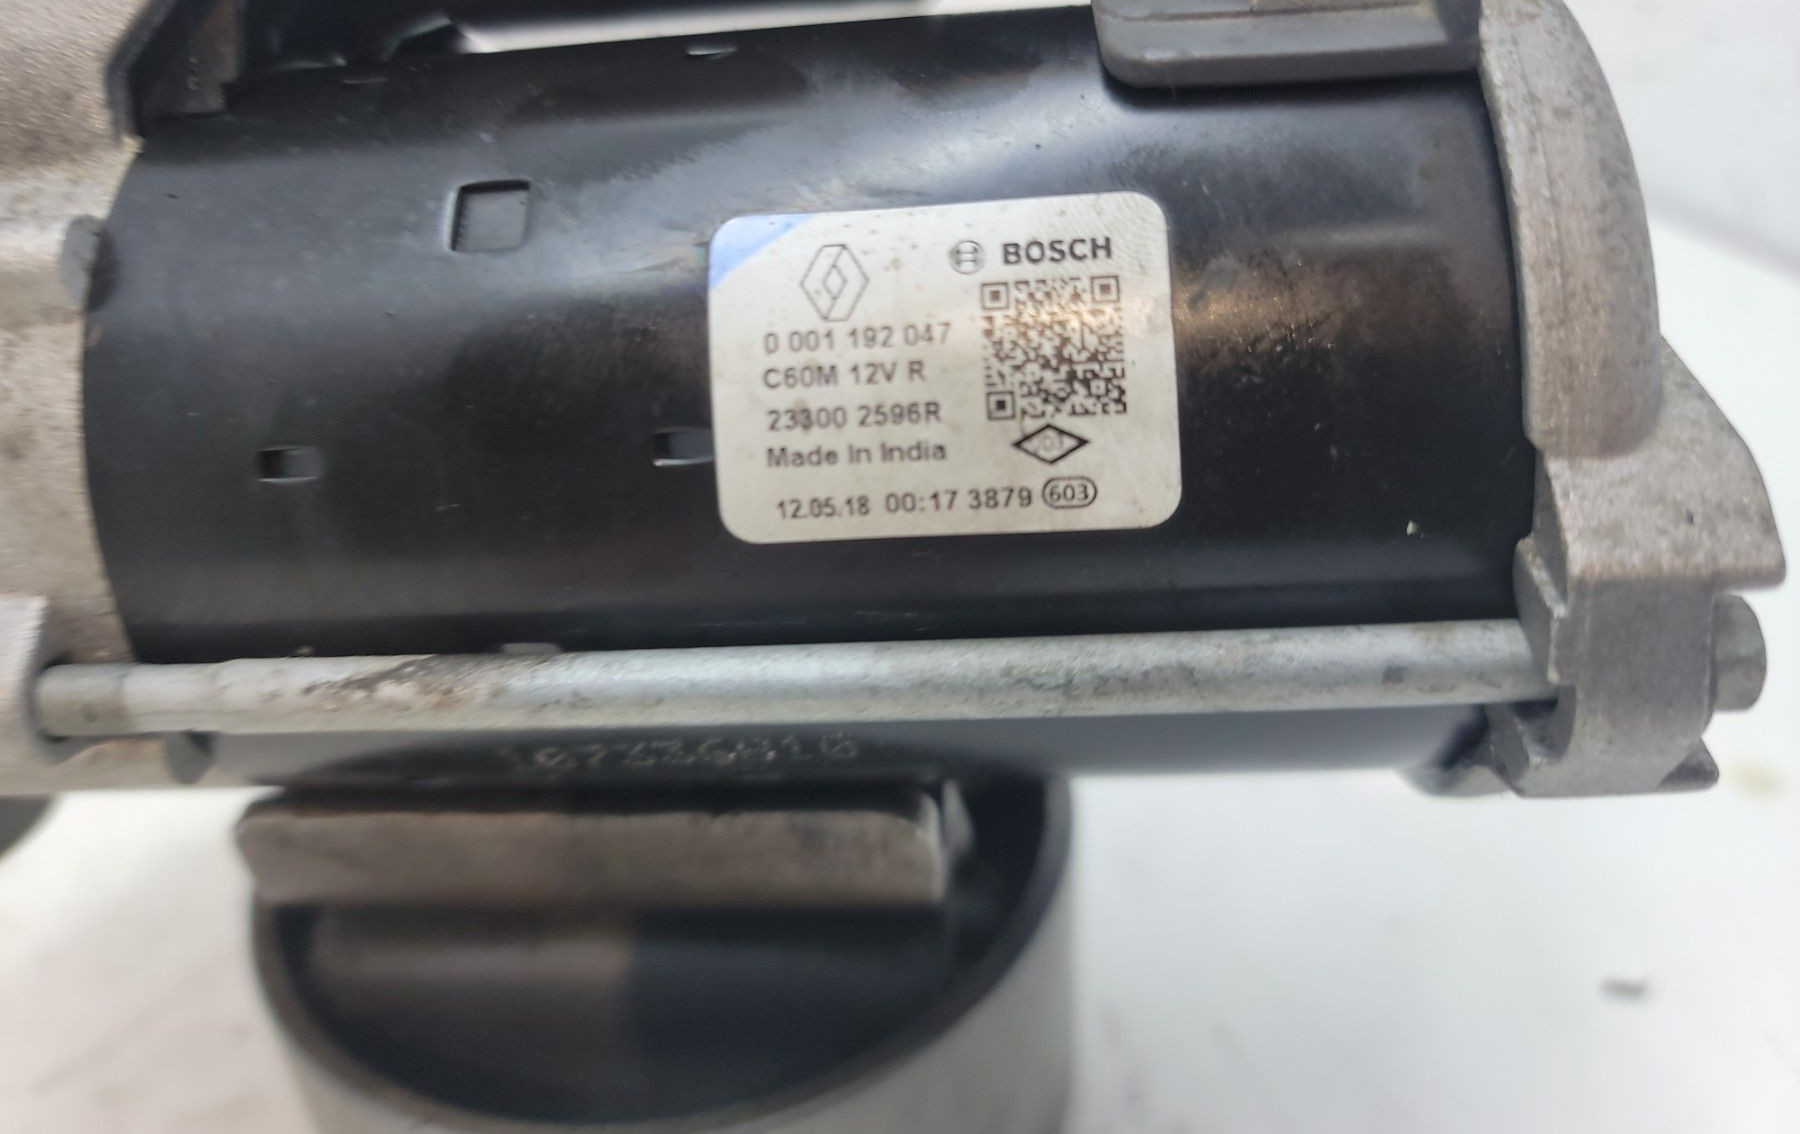 BOSCH
0 001 192 047
C60M 12V R
23300 2596R
Made In India
12.05.18 00:17 3879 603